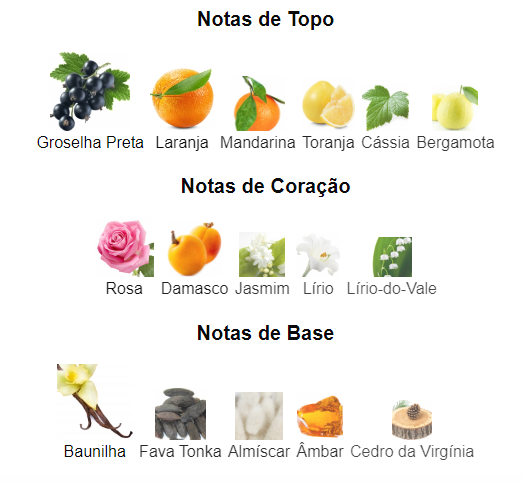 Notas de Topo
Groselha Preta Laranja Mandarina Toranja Cássia Bergamota
Notas de Coração
Rosa Damasco Jasmim Lírio Lírio-do-Vale
Notas de Base
Baunilha Fava Tonka Almíscar Âmbar Cedro da Virgínia